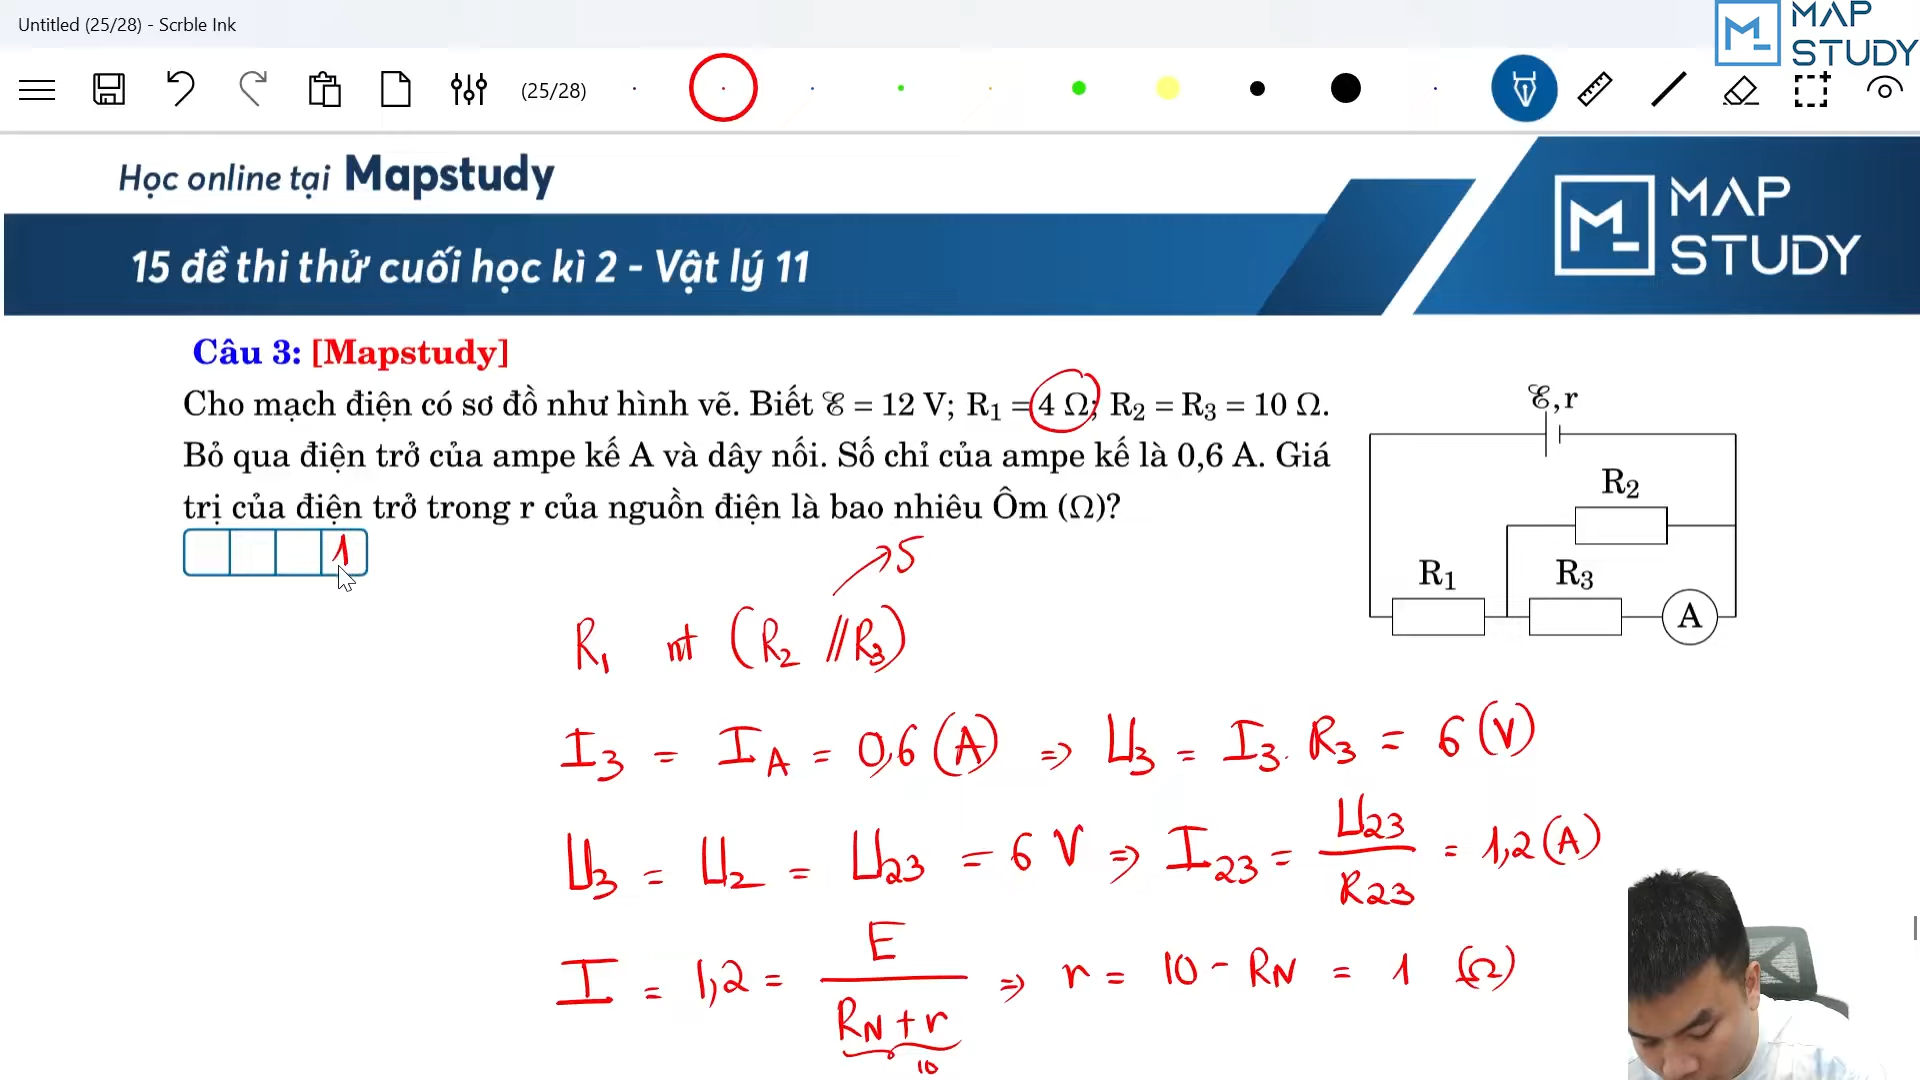 Untitled (25/28) - Scrble Ink
MAP
STUDY
(25/28)
Học online tại Mapstudy
MAP
STUDY
15 đề thi thử cuối học kì 2 - Vật lý 11
Câu 3: [Mapstudy]
Cho mạch điện có sơ đồ như hình vẽ. Biết ℰ = 12 V; R₁ = 4 Ω; R₂ = R₃ = 10 Ω.
Bỏ qua điện trở của ampe kế A và dây nối. Số chỉ của ampe kế là 0,6 A. Giá
trị của điện trở trong r của nguồn điện là bao nhiêu Ôm (Ω)?
1
ℰ,r
R₂
R₁
R₃
A
5
R₁ nt (R₂ // R₃)
I₃ = I_A = 0,6 (A) => U₃ = I₃. R₃ = 6 (V)
U₃ = U₂ = U₂₃ = 6 V => I₂₃ = U₂₃ / R₂₃ = 1,2 (A)
I = 1,2 = E / (R_N + r) => r = 10 - R_N = 1 (Ω)
10